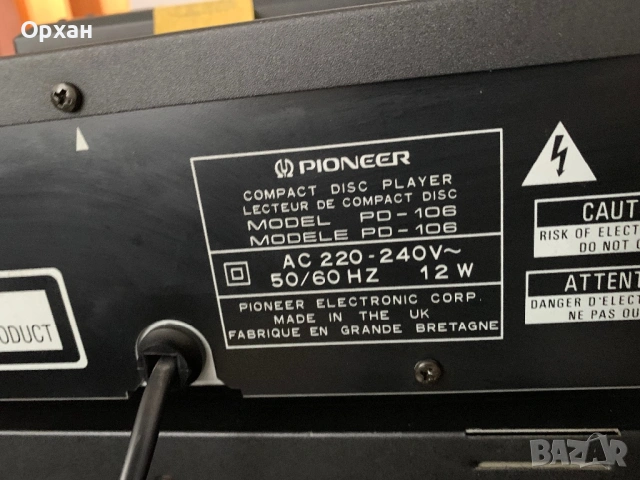 Орхан
PIONEER
COMPACT DISC PLAYER
LECTEUR DE COMPACT DISC
MODEL PD-106
MODELE PD-106
AC 220-240V~
50/60 HZ 12 W
PIONEER ELECTRONIC CORP.
MADE IN THE UK
FABRIQUE EN GRANDE BRETAGNE
CAUT
RISK OF ELECT
DO NOT
ATTENT
DANGER D'ELECT
NE PAS OU
ODUCT
BAZAR